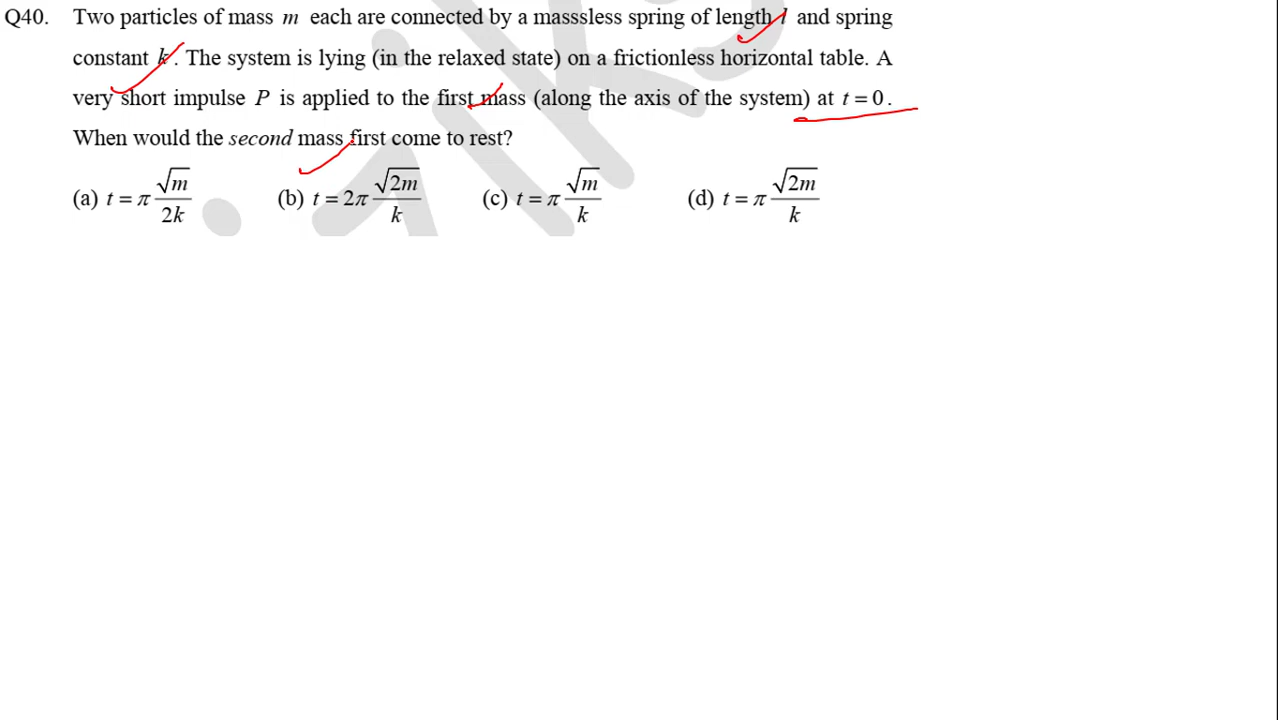 Q40. Two particles of mass m each are connected by a masssless spring of length l and spring
constant k. The system is lying (in the relaxed state) on a frictionless horizontal table. A
very short impulse P is applied to the first mass (along the axis of the system) at t = 0.
When would the second mass first come to rest?
(a) t = π √m / 2k (b) t = 2π √2m / k (c) t = π √m / k (d) t = π √2m / k